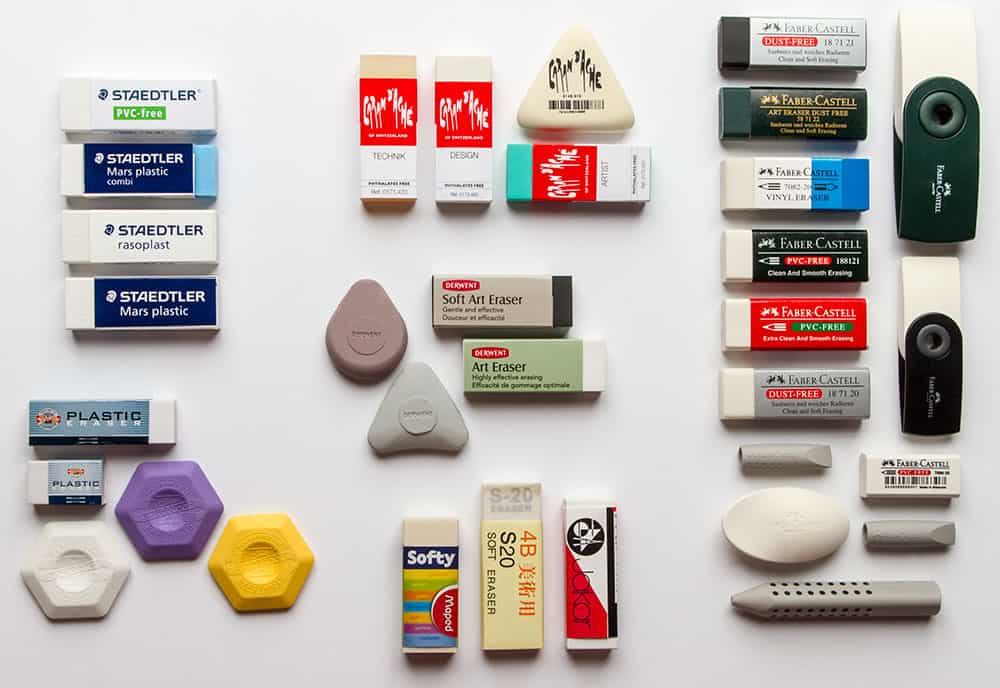 STAEDTLER
PVC-free
STAEDTLER
Mars plastic
combi
STAEDTLER
rasoplast
STAEDTLER
Mars plastic
PLASTIC
ERASER
PLASTIC
CARAN D'ACHE
OF SWITZERLAND
TECHNIK
PHTHALATES FREE
CARAN D'ACHE
OF SWITZERLAND
DESIGN
PHTHALATES FREE
CARAN D'ACHE
CARAN D'ACHE
OF SWITZERLAND
ARTIST
PHTHALATES FREE
DERWENT
Soft Art Eraser
Gentle and effective
Douceur et efficacité
DERWENT
Art Eraser
Highly effective erasing
Efficacité de gommage optimale
DERWENT
DERWENT
Softy
Maped
S-20
ERASER
4B 美術用
S20
SOFT ERASER
FABER-CASTELL
DUST-FREE 18 71 21
Sanftes und weiches Radieren
Clean and Soft Erasing
FABER-CASTELL
ART ERASER DUST FREE
58 71 22
Sanftes und weiches Radieren
Clean and Soft Erasing
FABER-CASTELL
7082-20
VINYL ERASER
FABER-CASTELL
PVC-FREE 188121
Clean And Smooth Erasing
FABER-CASTELL
PVC-FREE
Extra Clean And Smooth Erasing
FABER-CASTELL
DUST-FREE 18 71 20
Sanftes und weiches Radieren
Clean and Soft Erasing
FABER-CASTELL
FABER-CASTELL
FABER-CASTELL
PVC-FREE